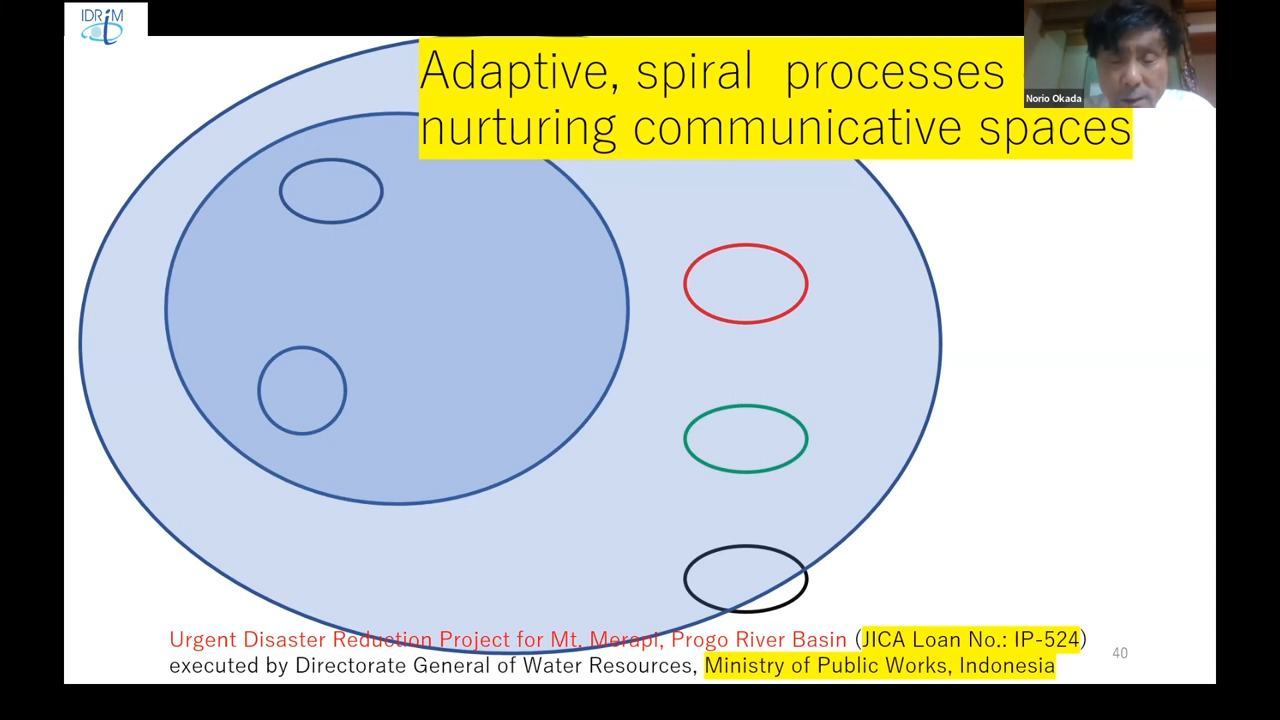 IDRiM
Adaptive, spiral processes
nurturing communicative spaces
Norio Okada
Urgent Disaster Reduction Project for Mt. Merapi, Progo River Basin (JICA Loan No.: IP-524)
executed by Directorate General of Water Resources, Ministry of Public Works, Indonesia
40